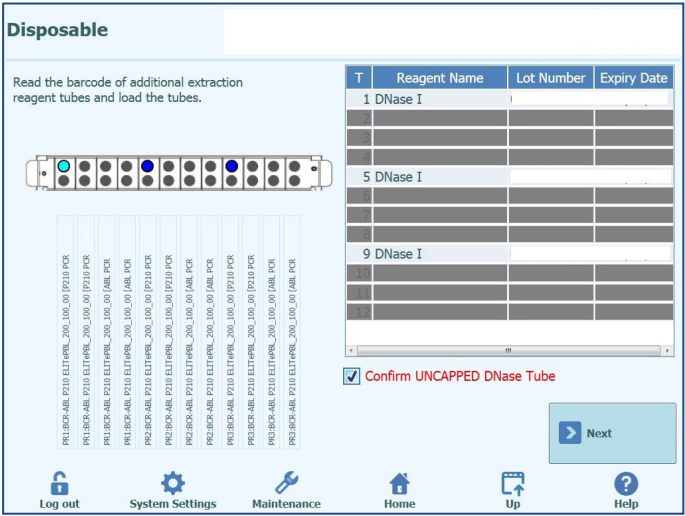 Disposable
Read the barcode of additional extraction
reagent tubes and load the tubes.
T Reagent Name Lot Number Expiry Date
1 DNase I
2
3
4
5 DNase I
6
7
8
9 DNase I
10
11
12
PR1:BCR-ABL P210 ELITePBL_200_100_00 [P210 PCR
PR1:BCR-ABL P210 ELITePBL_200_100_00 [P210 PCR
PR1:BCR-ABL P210 ELITePBL_200_100_00 [ABL PCR
PR1:BCR-ABL P210 ELITePBL_200_100_00 [ABL PCR
PR2:BCR-ABL P210 ELITePBL_200_100_00 [P210 PCR
PR2:BCR-ABL P210 ELITePBL_200_100_00 [P210 PCR
PR2:BCR-ABL P210 ELITePBL_200_100_00 [ABL PCR
PR2:BCR-ABL P210 ELITePBL_200_100_00 [ABL PCR
PR3:BCR-ABL P210 ELITePBL_200_100_00 [P210 PCR
PR3:BCR-ABL P210 ELITePBL_200_100_00 [P210 PCR
PR3:BCR-ABL P210 ELITePBL_200_100_00 [ABL PCR
PR3:BCR-ABL P210 ELITePBL_200_100_00 [ABL PCR
Confirm UNCAPPED DNase Tube
Next
Log out
System Settings
Maintenance
Home
Up
Help